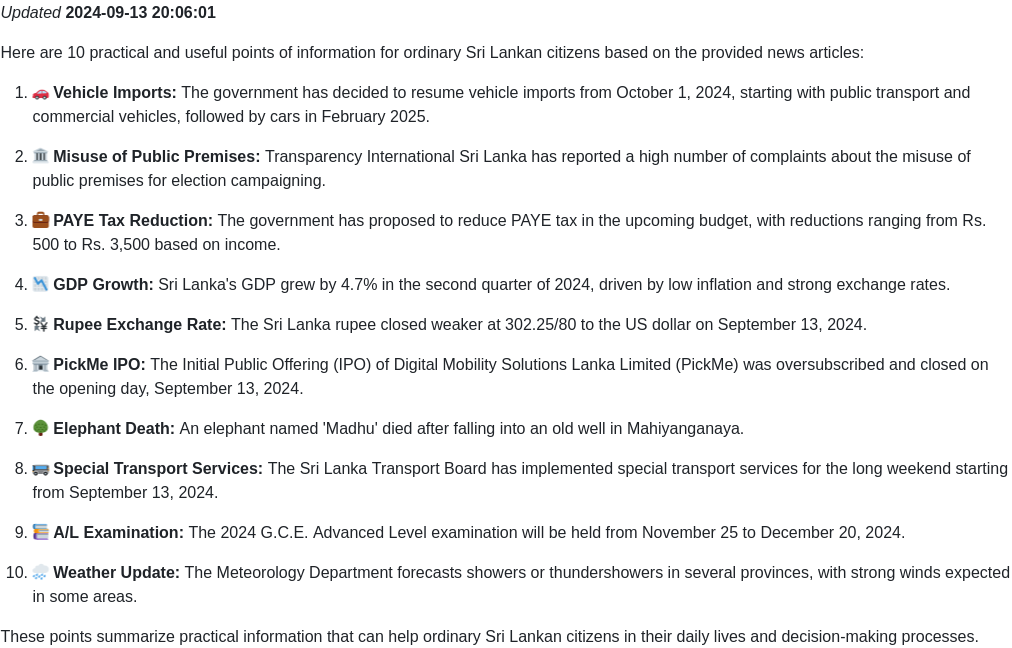 Updated 2024-09-13 20:06:01
Here are 10 practical and useful points of information for ordinary Sri Lankan citizens based on the provided news articles:
1. 🚗 Vehicle Imports: The government has decided to resume vehicle imports from October 1, 2024, starting with public transport and
commercial vehicles, followed by cars in February 2025.
2. 🏛️ Misuse of Public Premises: Transparency International Sri Lanka has reported a high number of complaints about the misuse of
public premises for election campaigning.
3. 💼 PAYE Tax Reduction: The government has proposed to reduce PAYE tax in the upcoming budget, with reductions ranging from Rs.
500 to Rs. 3,500 based on income.
4. 📉 GDP Growth: Sri Lanka's GDP grew by 4.7% in the second quarter of 2024, driven by low inflation and strong exchange rates.
5. 💱 Rupee Exchange Rate: The Sri Lanka rupee closed weaker at 302.25/80 to the US dollar on September 13, 2024.
6. 🏦 PickMe IPO: The Initial Public Offering (IPO) of Digital Mobility Solutions Lanka Limited (PickMe) was oversubscribed and closed on
the opening day, September 13, 2024.
7. 🌳 Elephant Death: An elephant named 'Madhu' died after falling into an old well in Mahiyanganaya.
8. 🚌 Special Transport Services: The Sri Lanka Transport Board has implemented special transport services for the long weekend starting
from September 13, 2024.
9. 📚 A/L Examination: The 2024 G.C.E. Advanced Level examination will be held from November 25 to December 20, 2024.
10. 🌧️ Weather Update: The Meteorology Department forecasts showers or thundershowers in several provinces, with strong winds expected
in some areas.
These points summarize practical information that can help ordinary Sri Lankan citizens in their daily lives and decision-making processes.